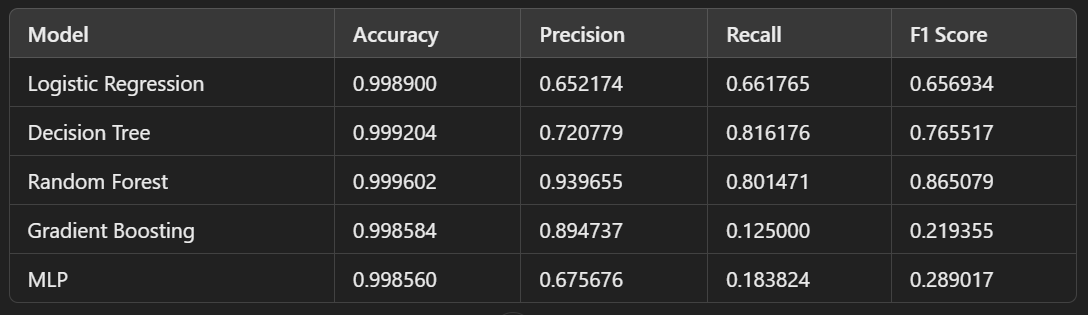 Model Accuracy Precision Recall F1 Score
Logistic Regression 0.998900 0.652174 0.661765 0.656934
Decision Tree 0.999204 0.720779 0.816176 0.765517
Random Forest 0.999602 0.939655 0.801471 0.865079
Gradient Boosting 0.998584 0.894737 0.125000 0.219355
MLP 0.998560 0.675676 0.183824 0.289017